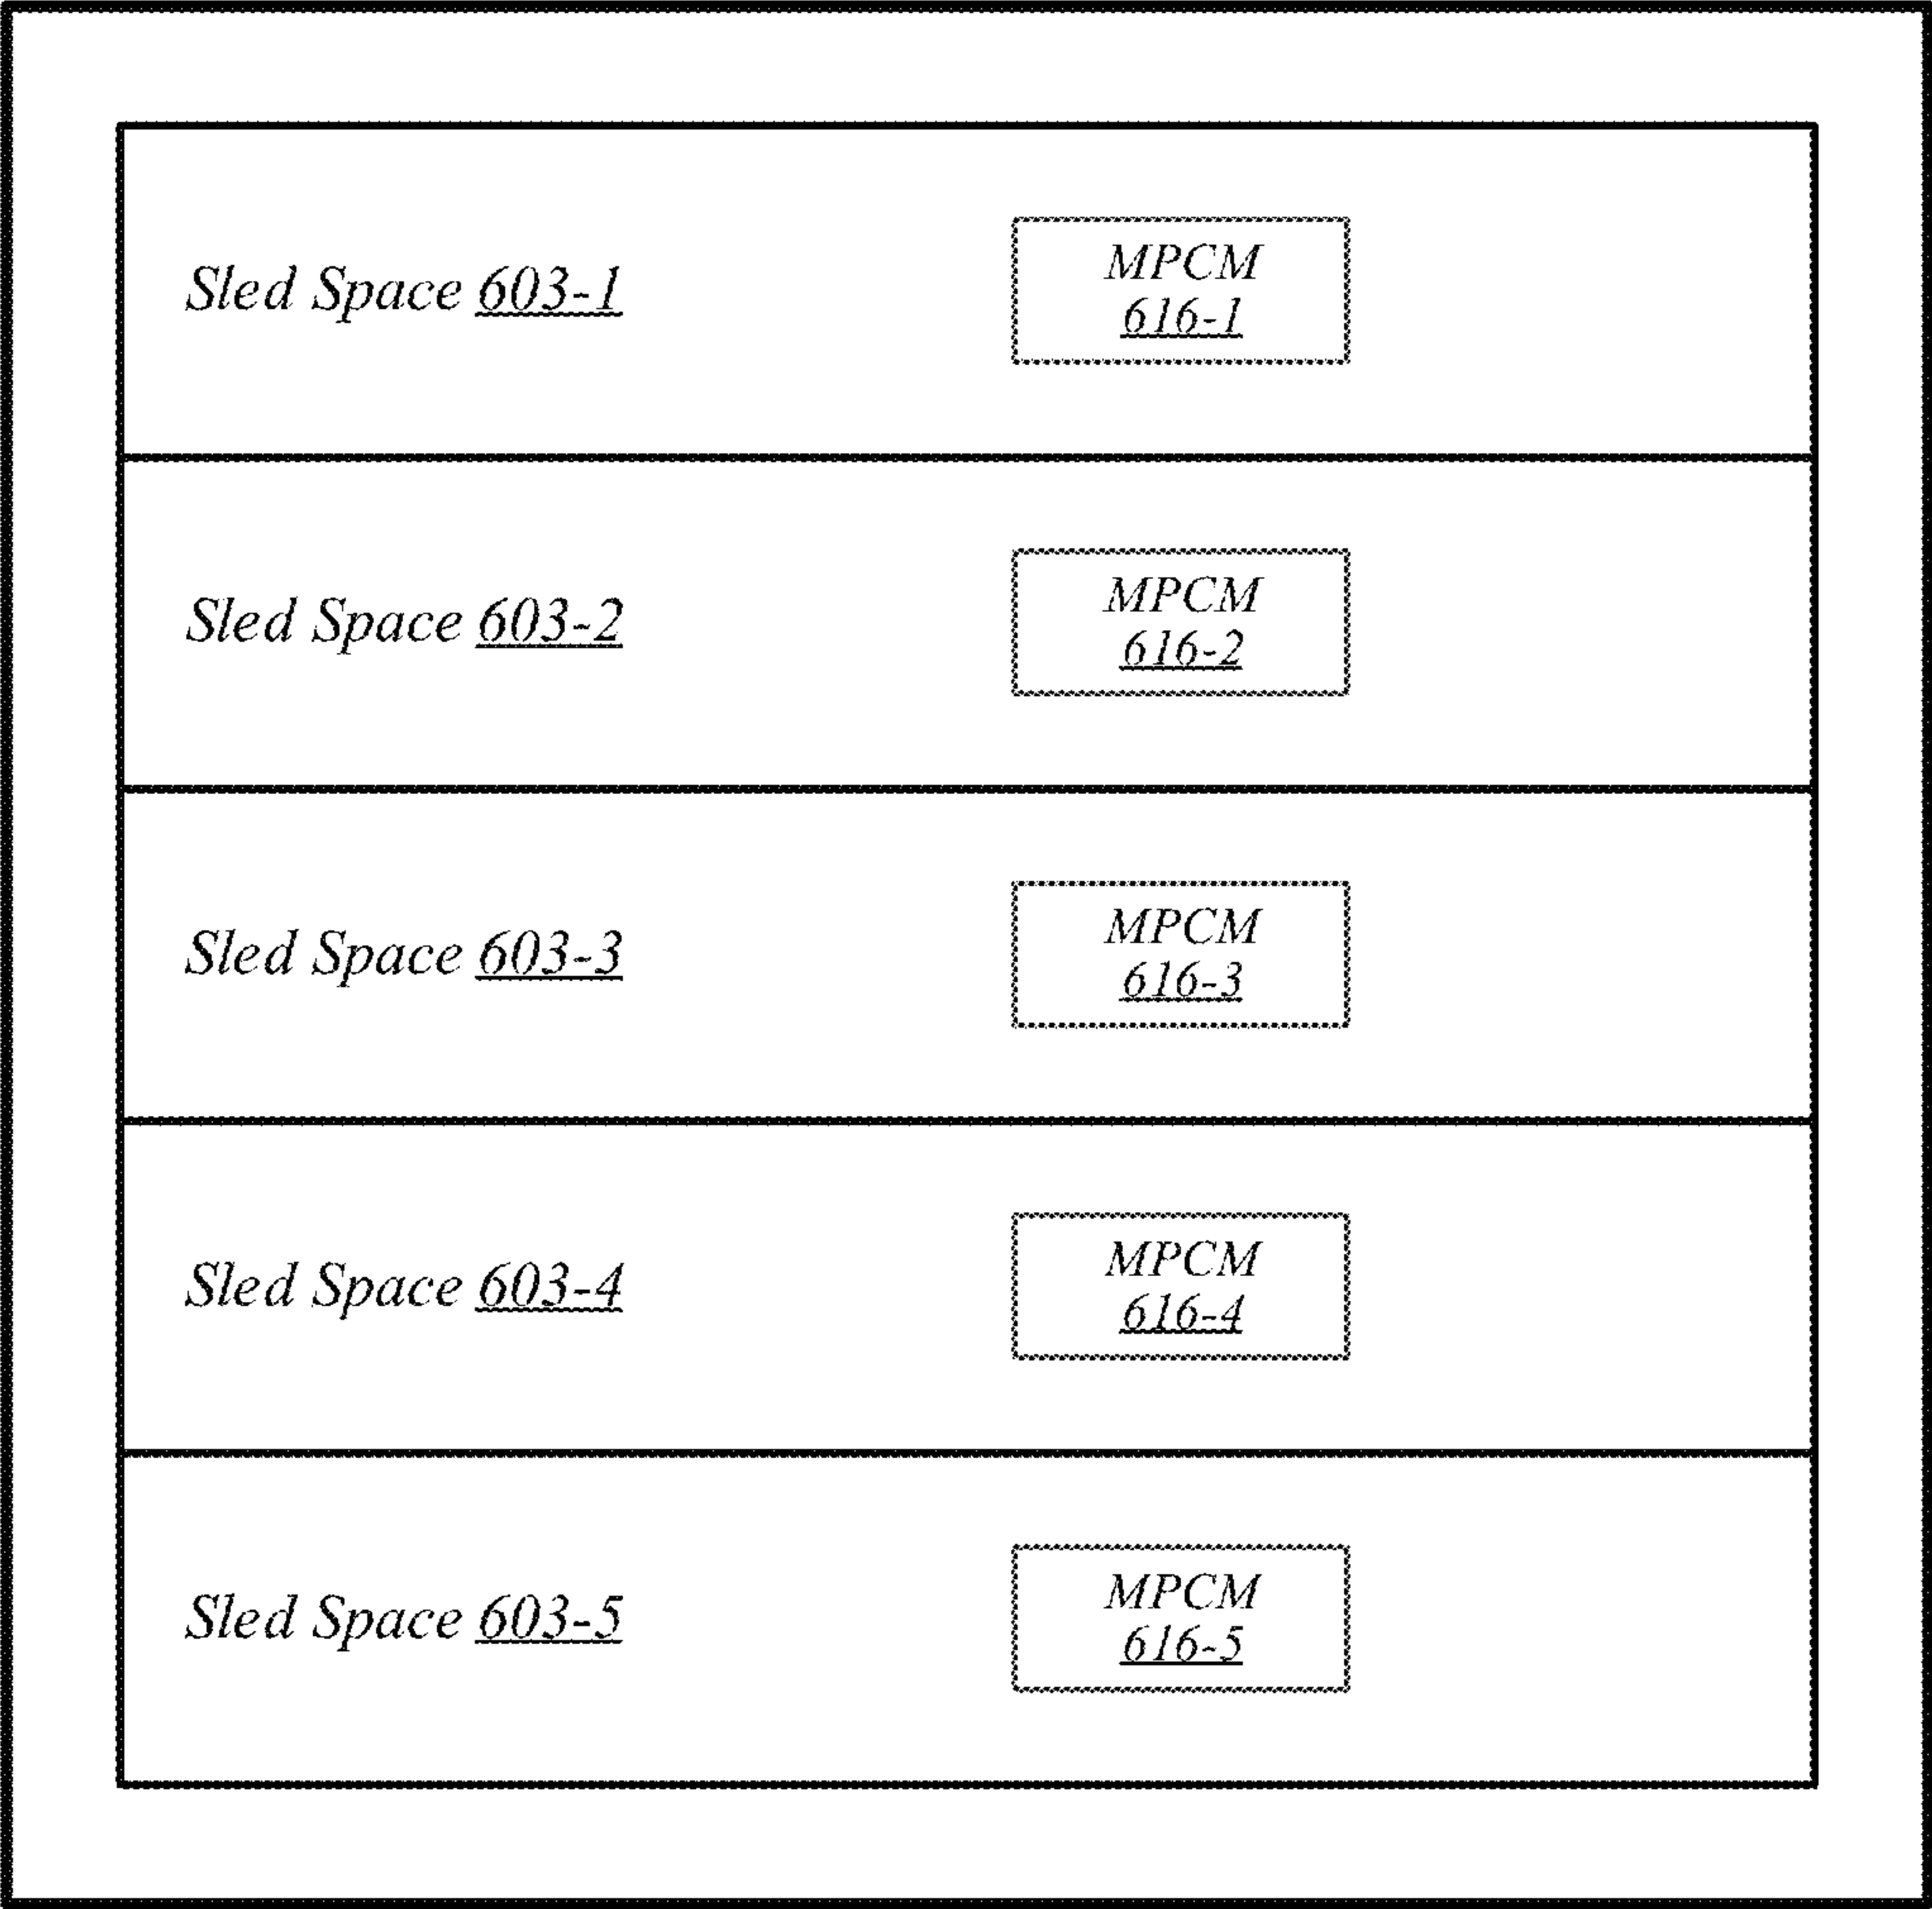 Sled Space 603-1
MPCM
616-1
Sled Space 603-2
MPCM
616-2
Sled Space 603-3
MPCM
616-3
Sled Space 603-4
MPCM
616-4
Sled Space 603-5
MPCM
616-5